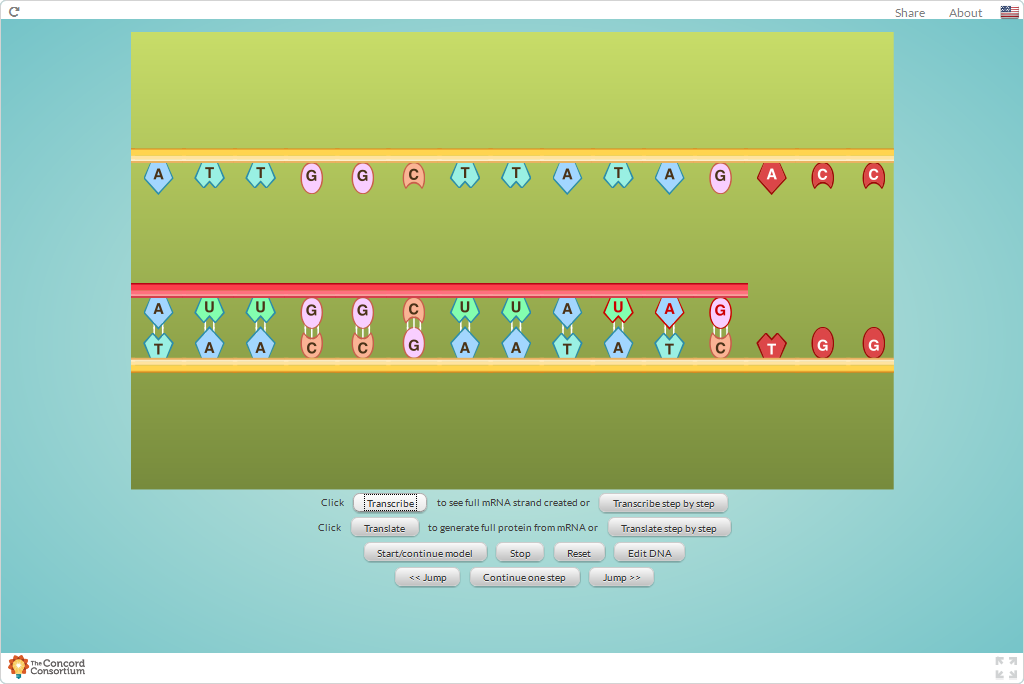 Share About
A T T G G C T T A T A G A C C
A U U G G C U U A U A G
T A A C C G A A T A T C T G G
Click Transcribe to see full mRNA strand created or Transcribe step by step
Click Translate to generate full protein from mRNA or Translate step by step
Start/continue model Stop Reset Edit DNA
<< Jump Continue one step Jump >>
The Concord
Consortium